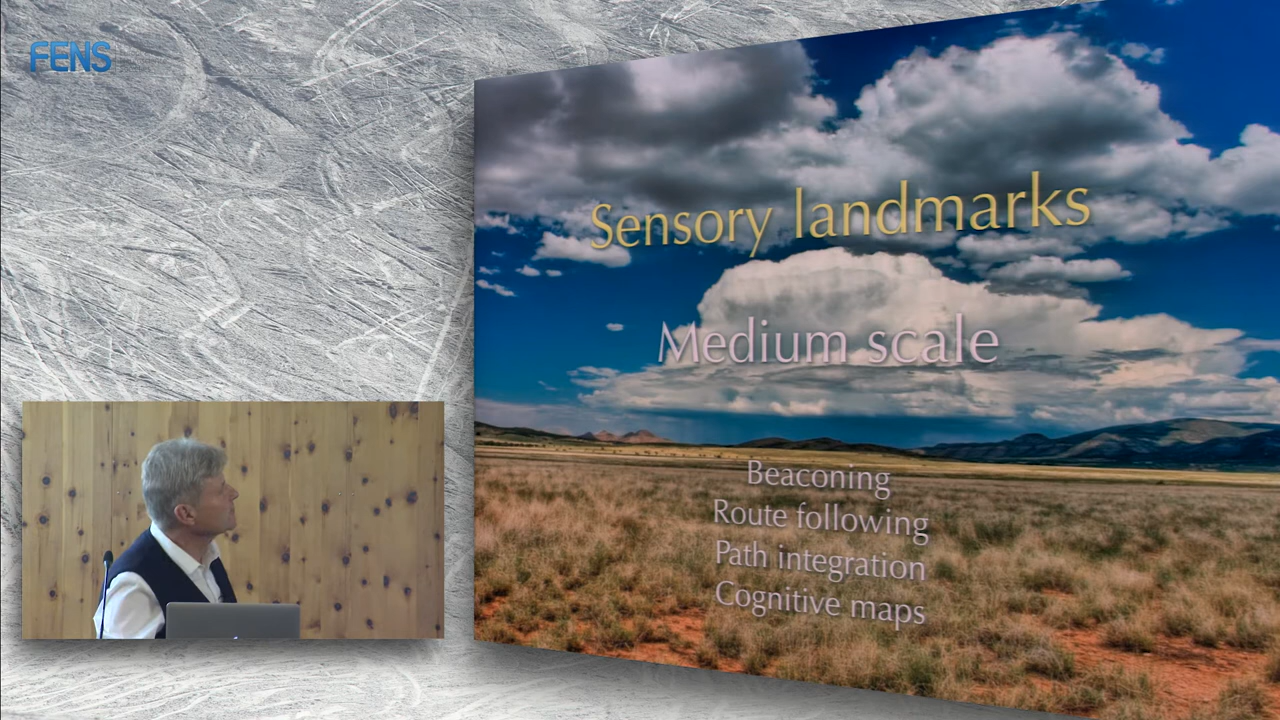 FENS
Sensory landmarks
Medium scale
Beaconing
Route following
Path integration
Cognitive maps